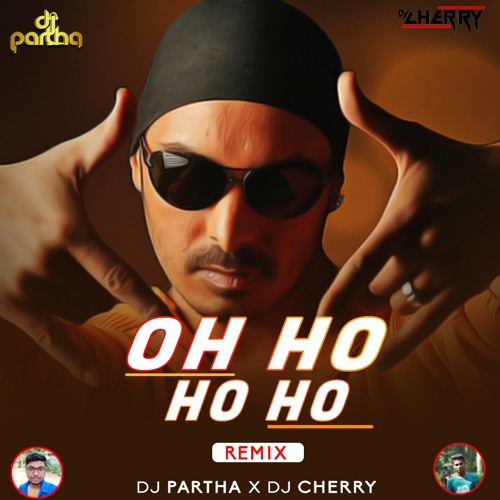 dj
partha
DJ CHERRY
OH HO
HO HO
REMIX
DJ PARTHA X DJ CHERRY